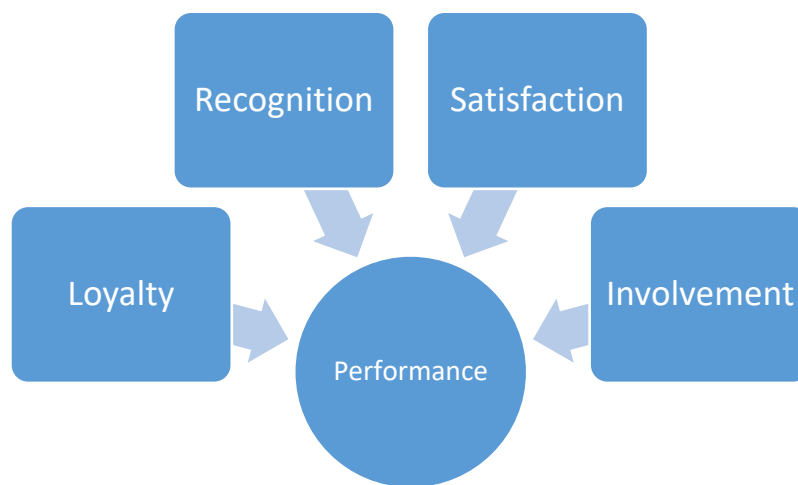 Recognition
Satisfaction
Loyalty
Involvement
Performance